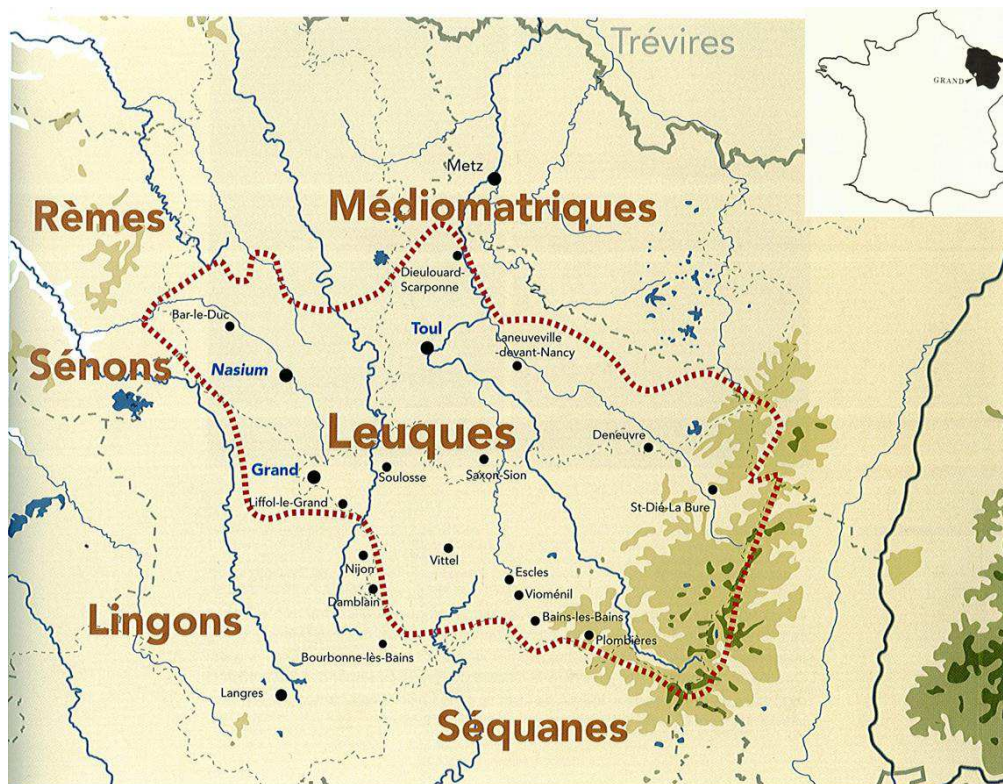 Trévires
GRAND
Metz
Rèmes
Médiomatriques
Dieulouard-
Scarponne
Bar-le-Duc
Toul
Laneuveville
-devant-Nancy
Sénons
Nasium
Leuques
Deneuvre
Grand
Soulosse
Saxon-Sion
Liffol-le-Grand
St-Dié-La Bure
Nijon
Vittel
Escles
Damblain
Vioménil
Lingons
Bains-les-Bains
Plombières
Bourbonne-lès-Bains
Langres
Séquanes